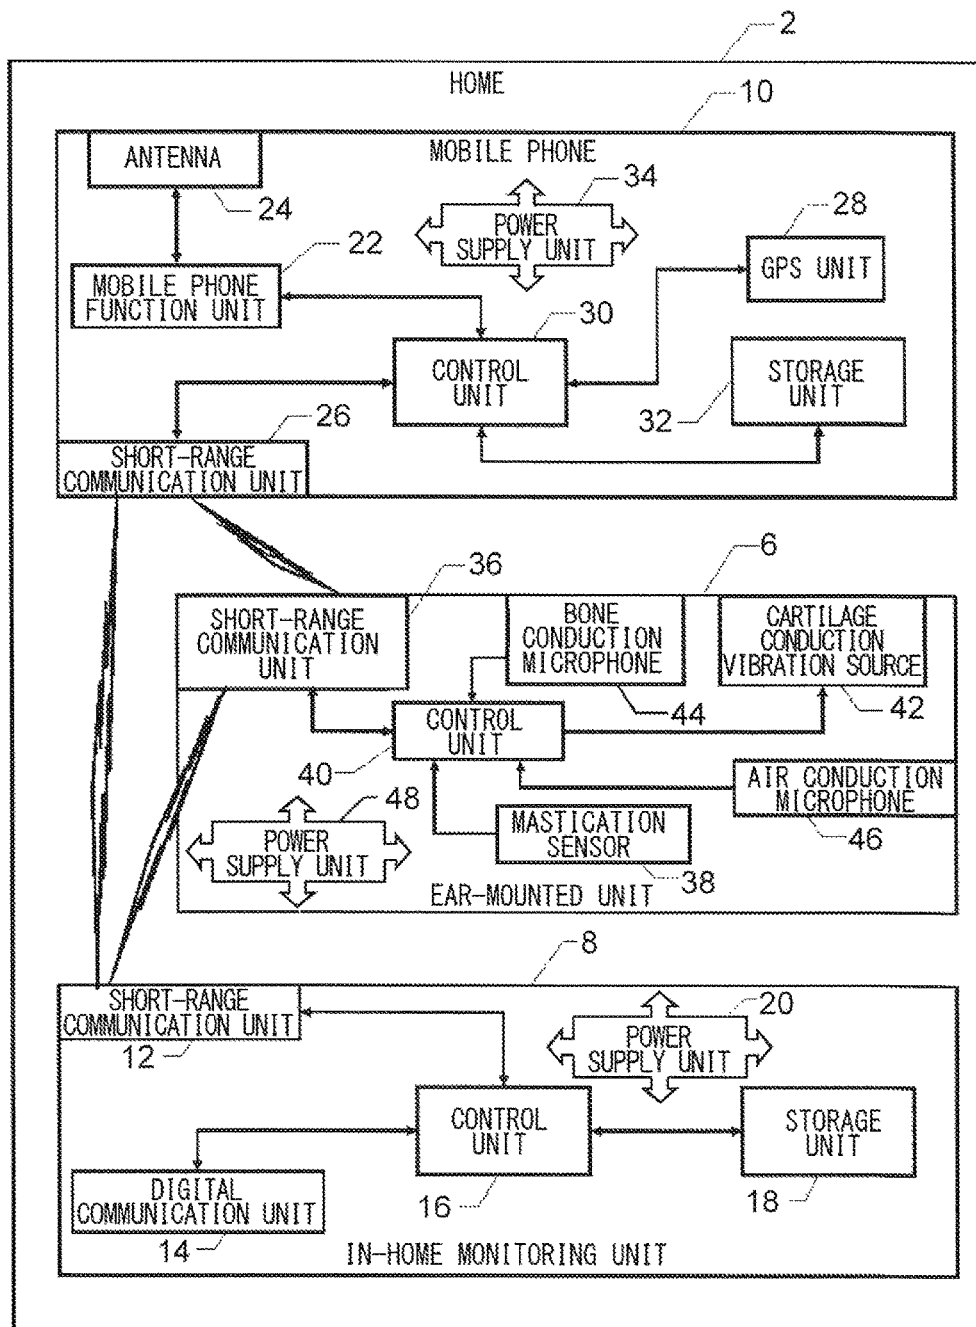 2
HOME
10
ANTENNA
MOBILE PHONE
24
34
28
22
POWER
SUPPLY UNIT
GPS UNIT
MOBILE PHONE
FUNCTION UNIT
30
CONTROL
UNIT
STORAGE
UNIT
26
32
SHORT-RANGE
COMMUNICATION UNIT
6
36
SHORT-RANGE
COMMUNICATION
UNIT
BONE
CONDUCTION
MICROPHONE
CARTILAGE
CONDUCTION
VIBRATION SOURCE
44
42
CONTROL
UNIT
40
AIR CONDUCTION
MICROPHONE
48
46
POWER
SUPPLY UNIT
MASTICATION
SENSOR
38
EAR-MOUNTED UNIT
8
SHORT-RANGE
COMMUNICATION UNIT
20
12
POWER
SUPPLY UNIT
CONTROL
UNIT
STORAGE
UNIT
DIGITAL
COMMUNICATION UNIT
16
18
14
IN-HOME MONITORING UNIT